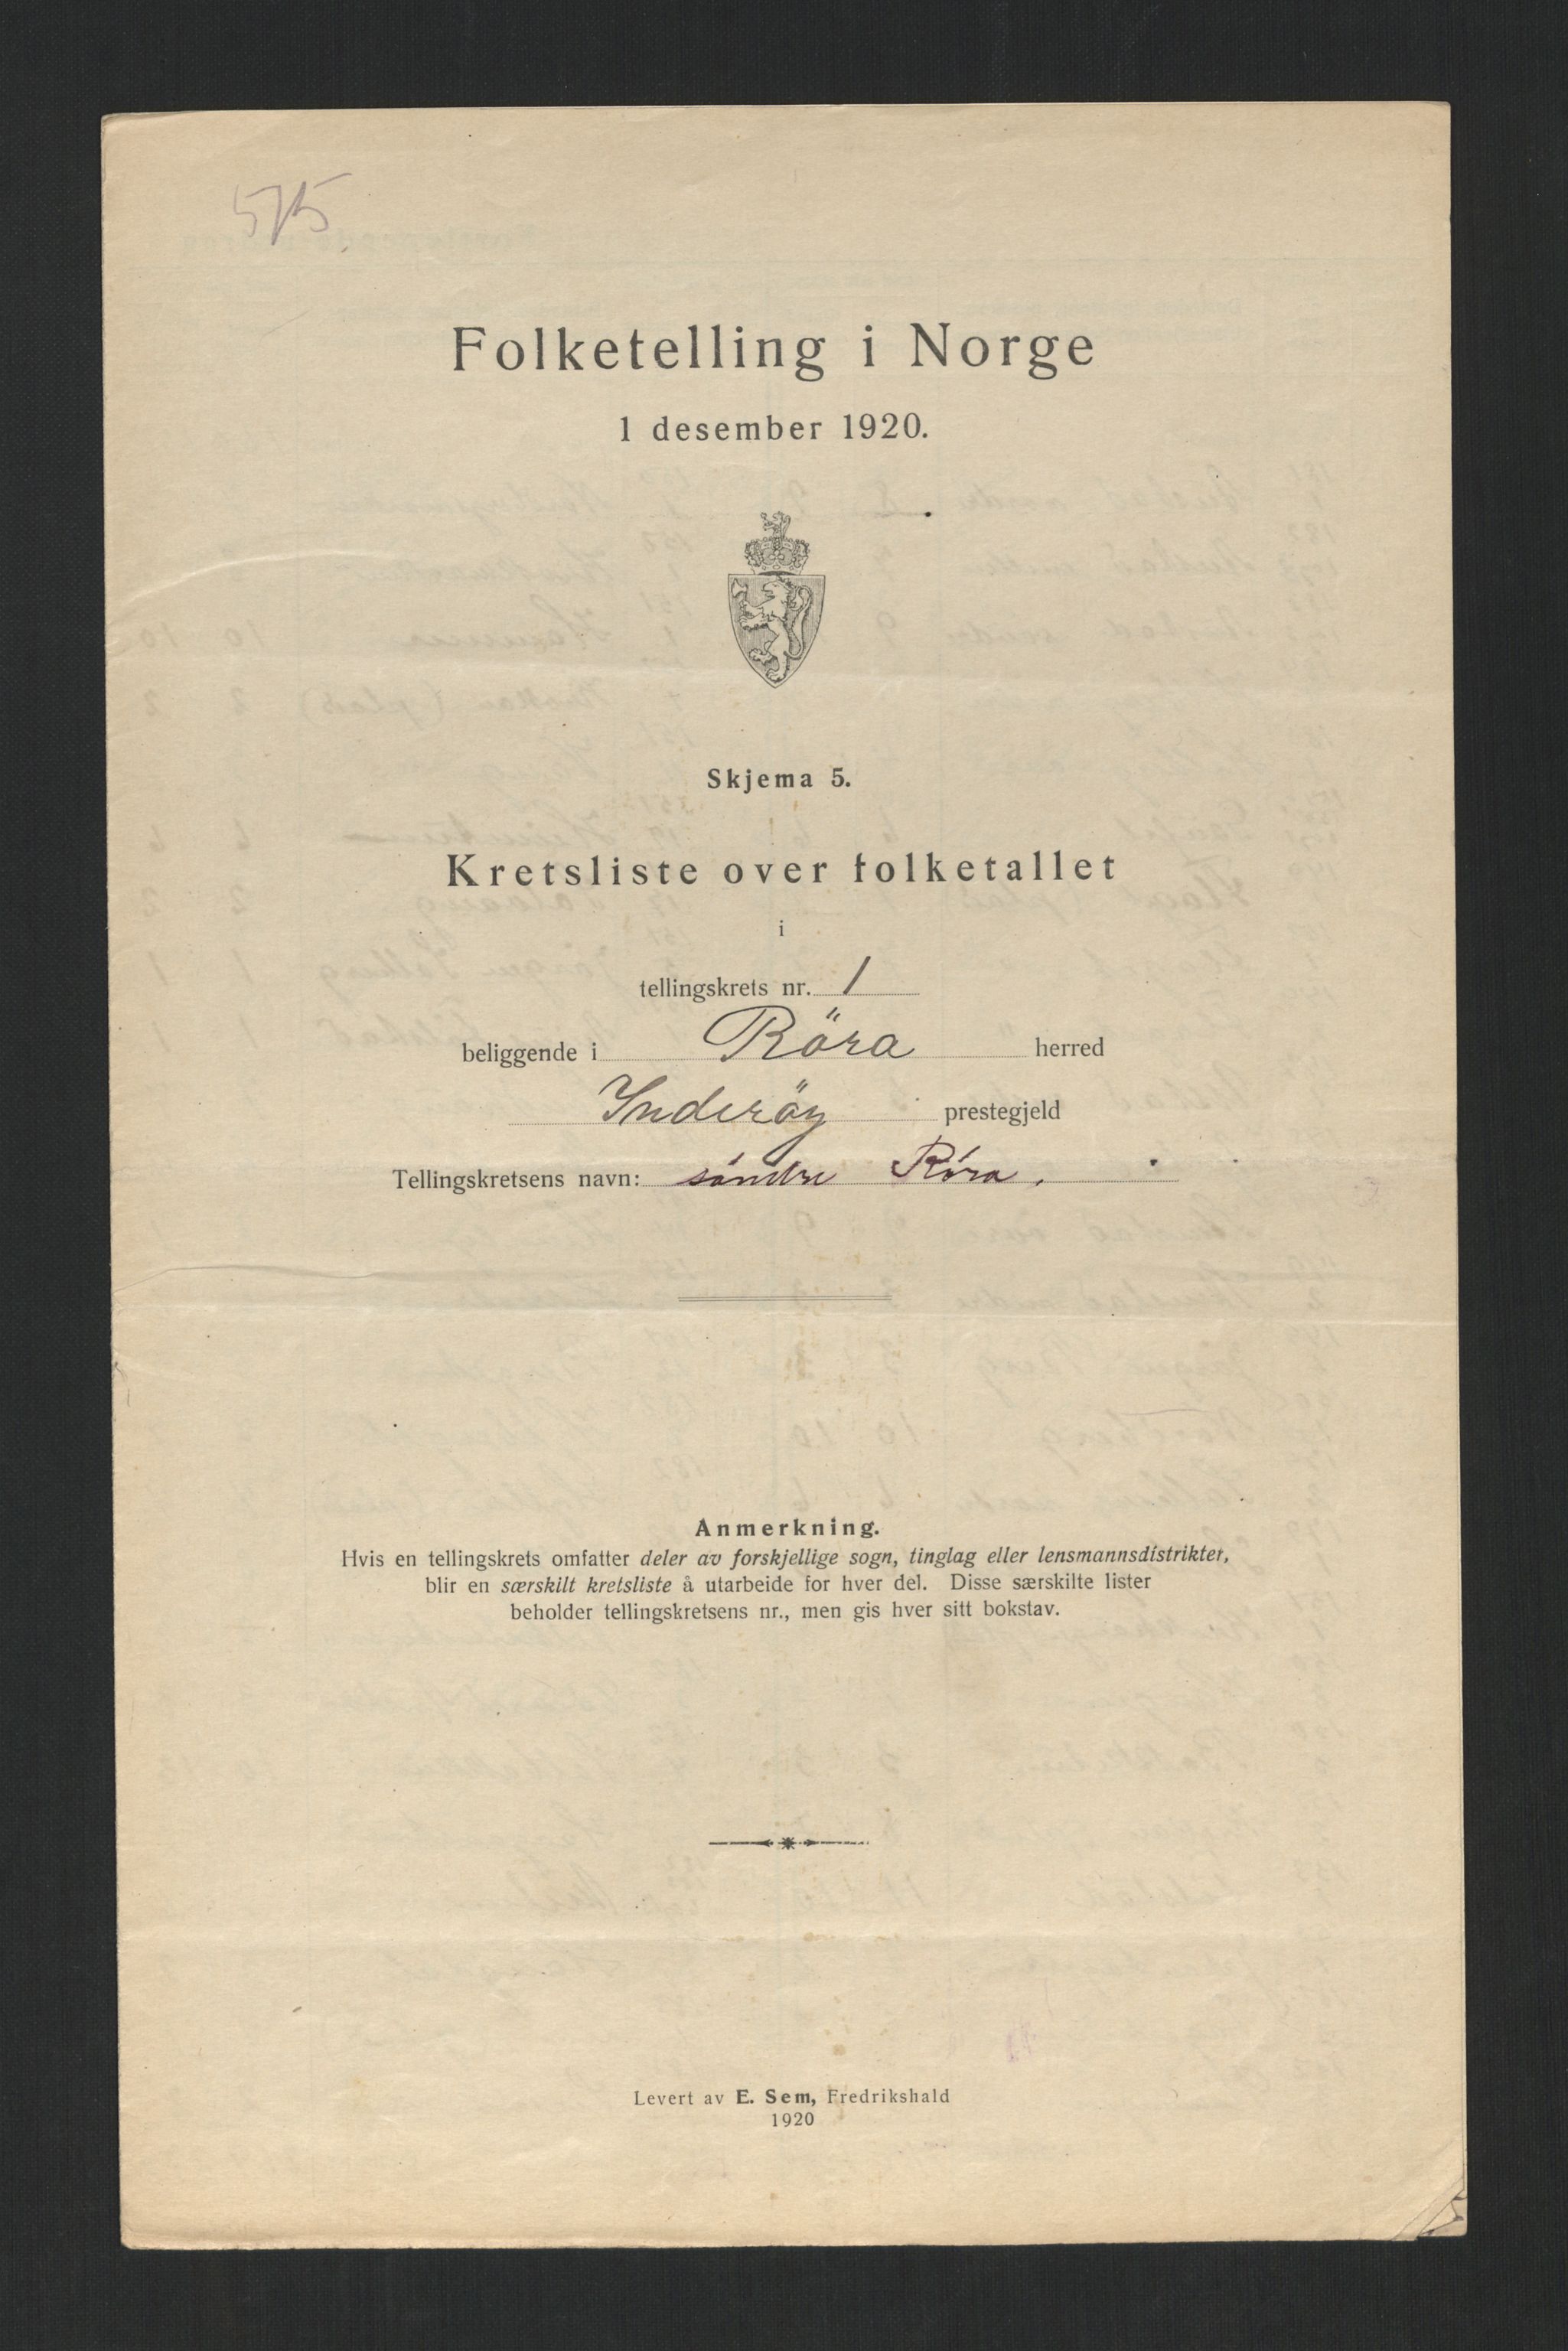 575
Folketelling i Norge
1 desember 1920.
Skjema 5.
Kretsliste over folketallet
i
tellingskrets nr. 1
beliggende i Röra herred
Inderöy prestegjeld
Tellingskretsens navn: söndre Röra.
Anmerkning.
Hvis en tellingskrets omfatter deler av forskjellige sogn, tinglag eller lensmannsdistrikter,
blir en særskilt kretsliste å utarbeide for hver del. Disse særskilte lister
beholder tellingskretsens nr., men gis hver sitt bokstav.
Levert av E. Sem, Fredrikshald
1920